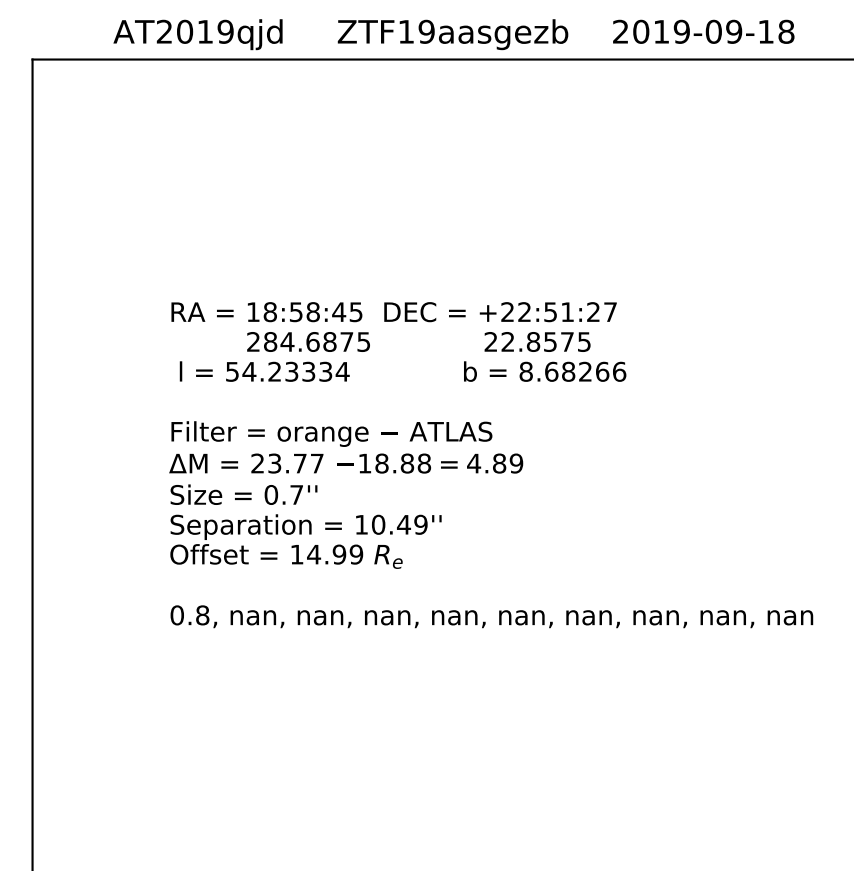 AT2019qjd ZTF19aasgezb 2019-09-18
RA = 18:58:45 DEC = +22:51:27
284.6875 22.8575
l = 54.23334 b = 8.68266
Filter = orange − ATLAS
ΔM = 23.77 −18.88 = 4.89
Size = 0.7''
Separation = 10.49''
Offset = 14.99 Re
0.8, nan, nan, nan, nan, nan, nan, nan, nan, nan